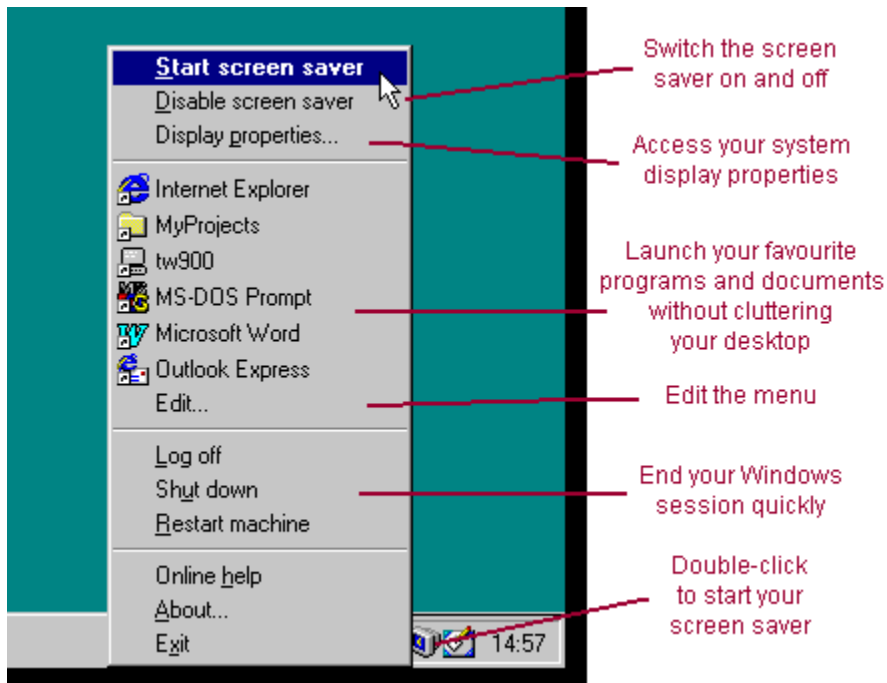 Start screen saver
Disable screen saver
Display properties...
Internet Explorer
MyProjects
tw900
MS-DOS Prompt
Microsoft Word
Outlook Express
Edit...
Log off
Shut down
Restart machine
Online help
About...
Exit
14:57
Switch the screen
saver on and off
Access your system
display properties
Launch your favourite
programs and documents
without cluttering
your desktop
Edit the menu
End your Windows
session quickly
Double-click
to start your
screen saver